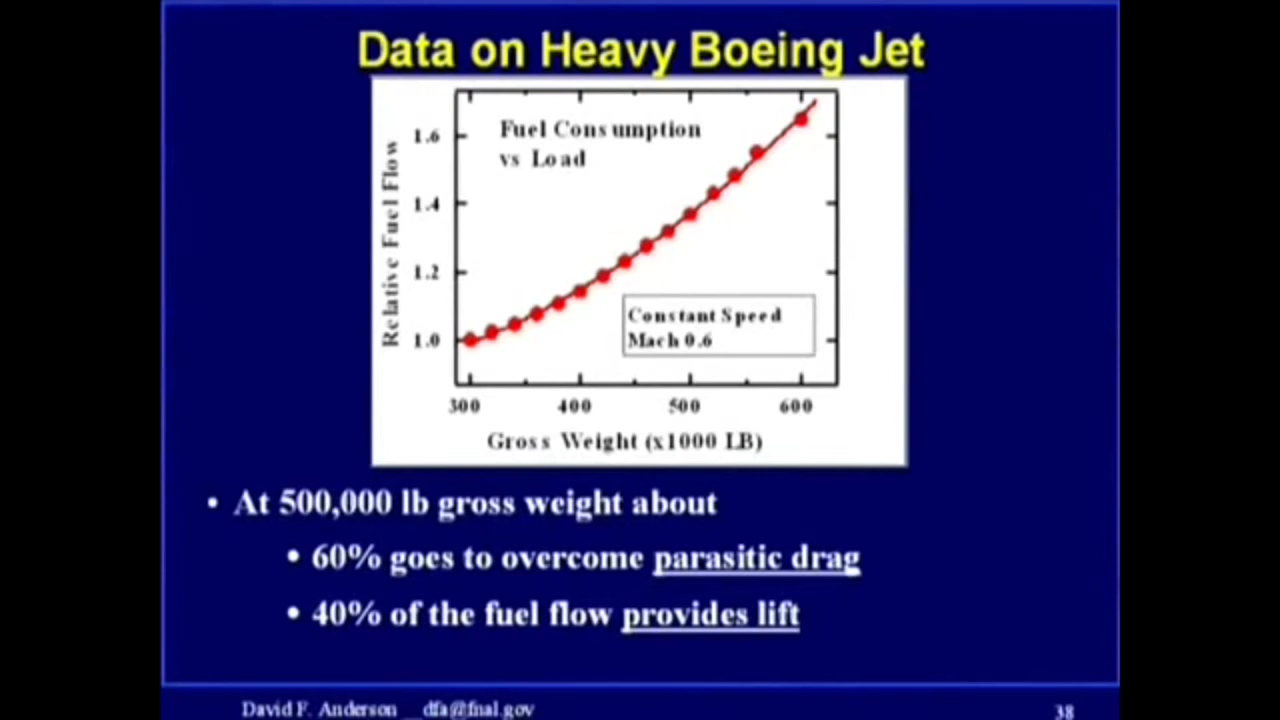 Data on Heavy Boeing Jet
Fuel Consumption
vs Load
Relative Fuel Flow
1.6
1.4
1.2
1.0
Constant Speed
Mach 0.6
300 400 500 600
Gross Weight (x1000 LB)
• At 500,000 lb gross weight about
• 60% goes to overcome parasitic drag
• 40% of the fuel flow provides lift
David F. Anderson __dfa@fnal.gov 38